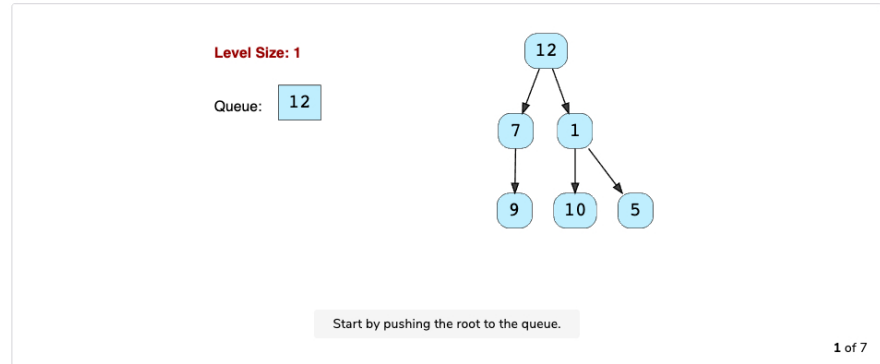 Level Size: 1
12
Queue: 12
7 1
9 10 5
Start by pushing the root to the queue.
1 of 7